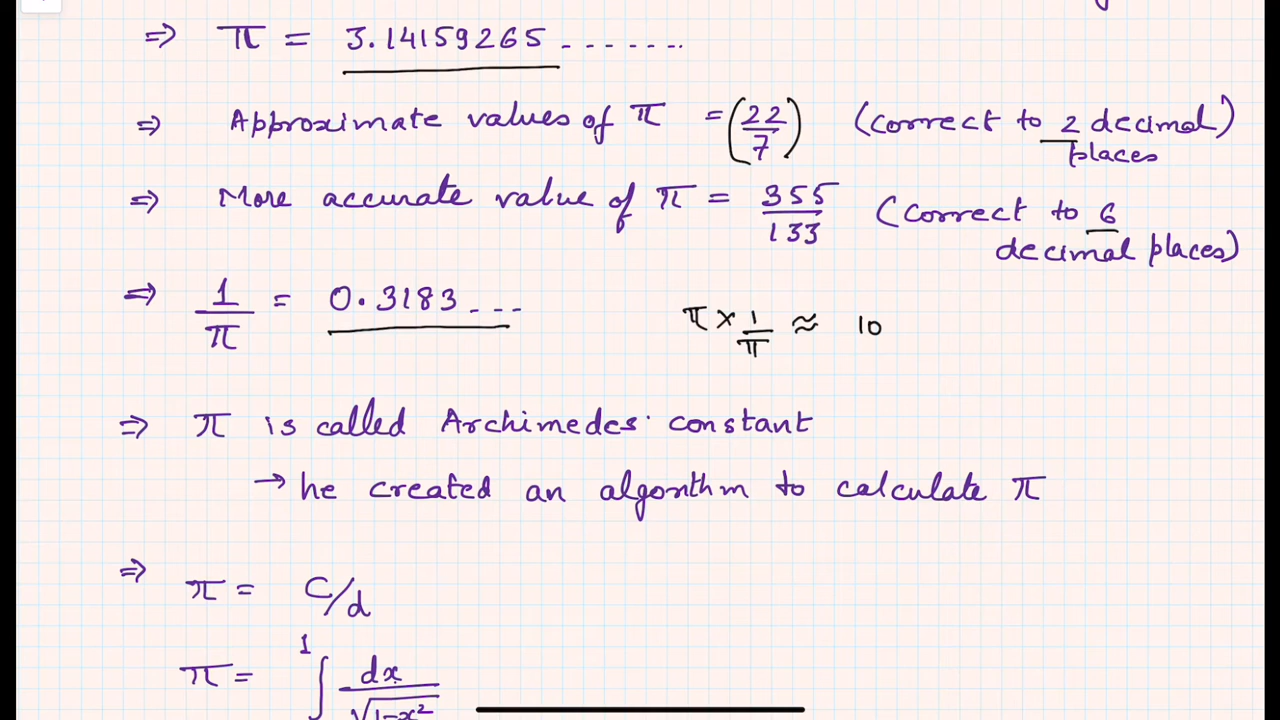 ⇒ π = 3.14159265.......
⇒ Approximate values of π = (22/7) (correct to 2 decimal places)
⇒ More accurate value of π = 355/133 (correct to 6 decimal places)
⇒ 1/π = 0.3183... π × 1/π ≈ 10
⇒ π is called Archimedes' constant
→ he created an algorithm to calculate π
⇒ π = C/d
π = ∫ 1 dx/√1-x²